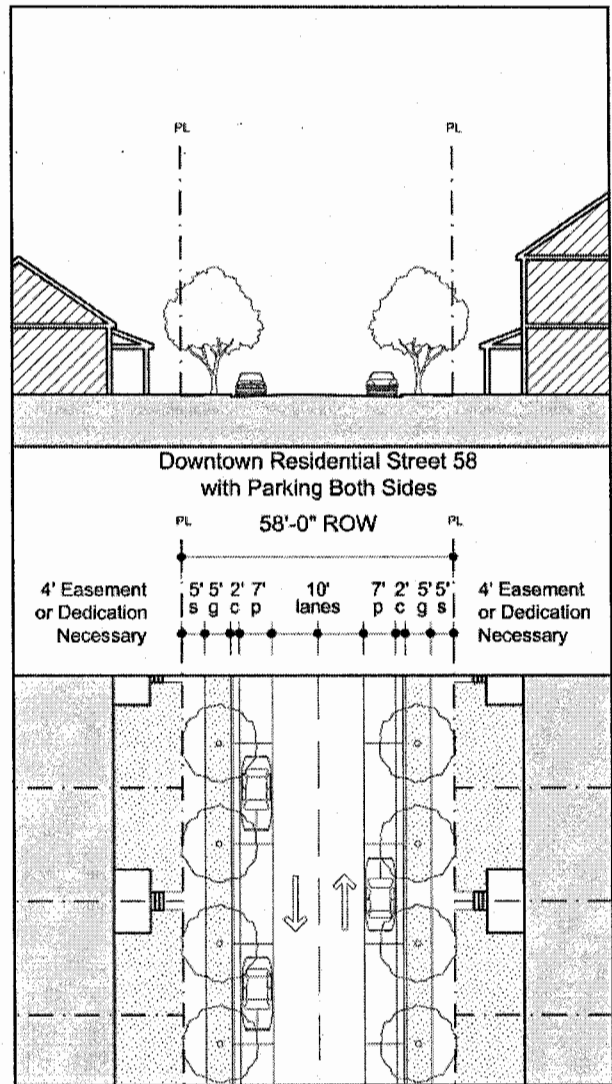 PL PL
Downtown Residential Street 58
with Parking Both Sides
PL 58'-0" ROW PL
4' Easement
or Dedication
Necessary
5' 5' 2' 7' 10' 7' 2' 5' 5'
s g c p lanes p c g s
4' Easement
or Dedication
Necessary